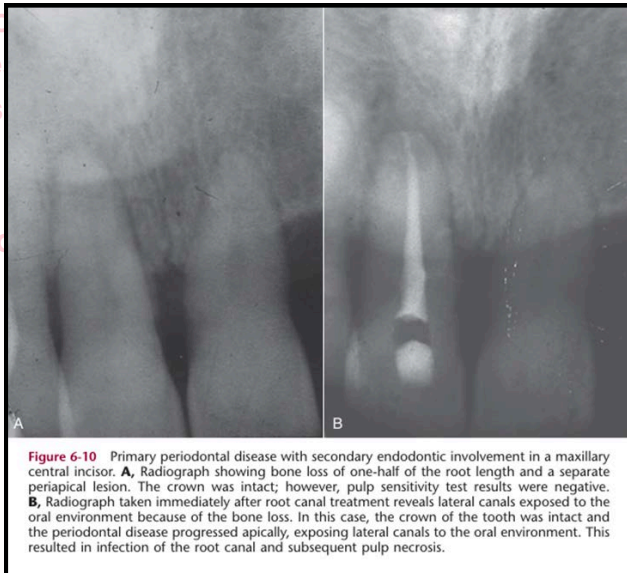 A
B
Figure 6-10 Primary periodontal disease with secondary endodontic involvement in a maxillary
central incisor. A, Radiograph showing bone loss of one-half of the root length and a separate
periapical lesion. The crown was intact; however, pulp sensitivity test results were negative.
B, Radiograph taken immediately after root canal treatment reveals lateral canals exposed to the
oral environment because of the bone loss. In this case, the crown of the tooth was intact and
the periodontal disease progressed apically, exposing lateral canals to the oral environment. This
resulted in infection of the root canal and subsequent pulp necrosis.